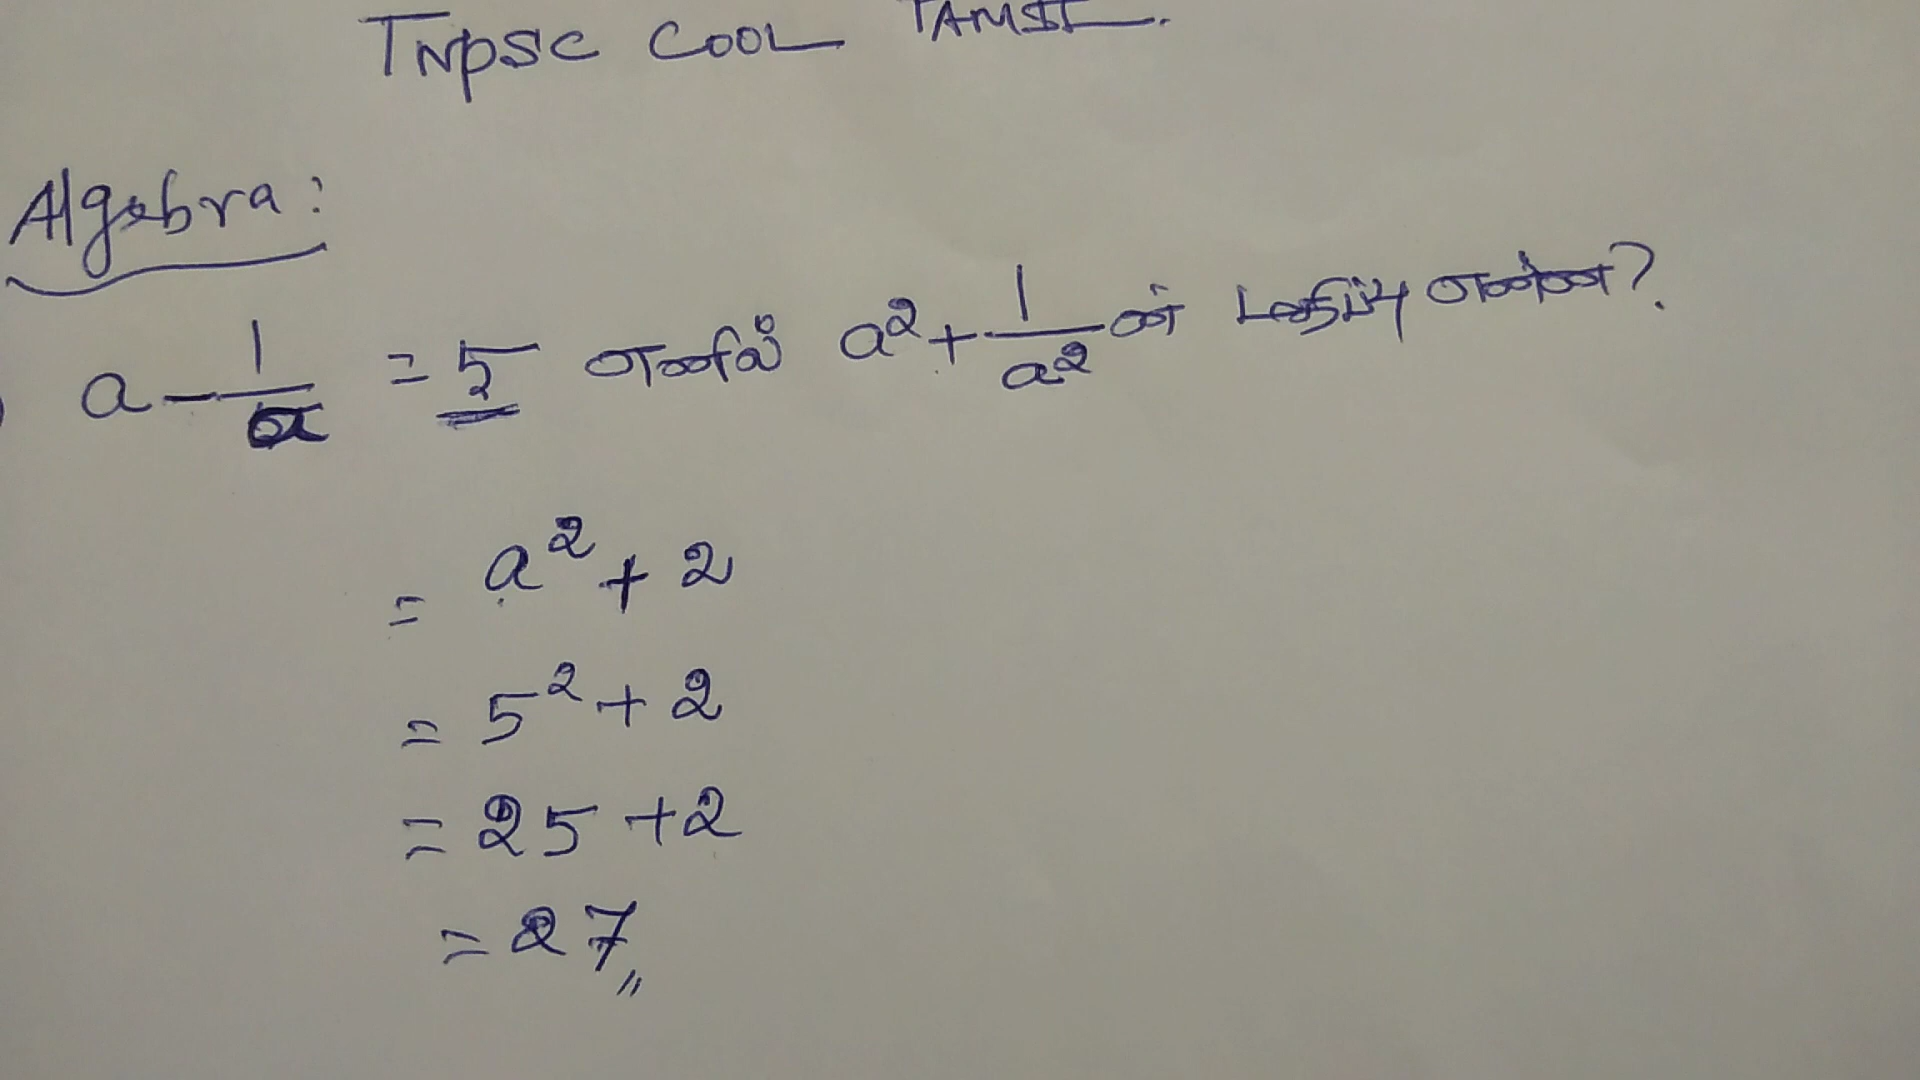 TNPSC COOL TAMIL.
Algebra:
a - 1/a = 5 எனில் a² + 1/a² ன் மதிப்பு என்ன?
= a² + 2
= 5² + 2
= 25 + 2
= 27,,